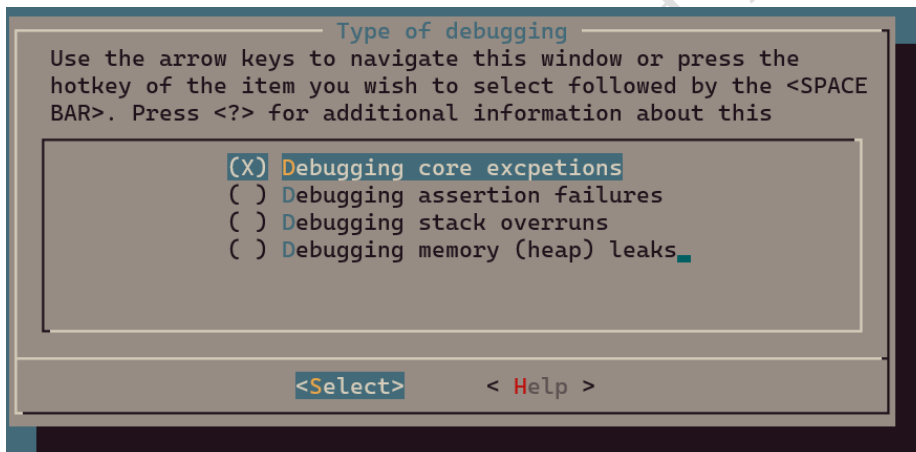 Type of debugging
Use the arrow keys to navigate this window or press the
hotkey of the item you wish to select followed by the <SPACE
BAR>. Press <?> for additional information about this
(X) Debugging core excpetions
( ) Debugging assertion failures
( ) Debugging stack overruns
( ) Debugging memory (heap) leaks
<Select> < Help >